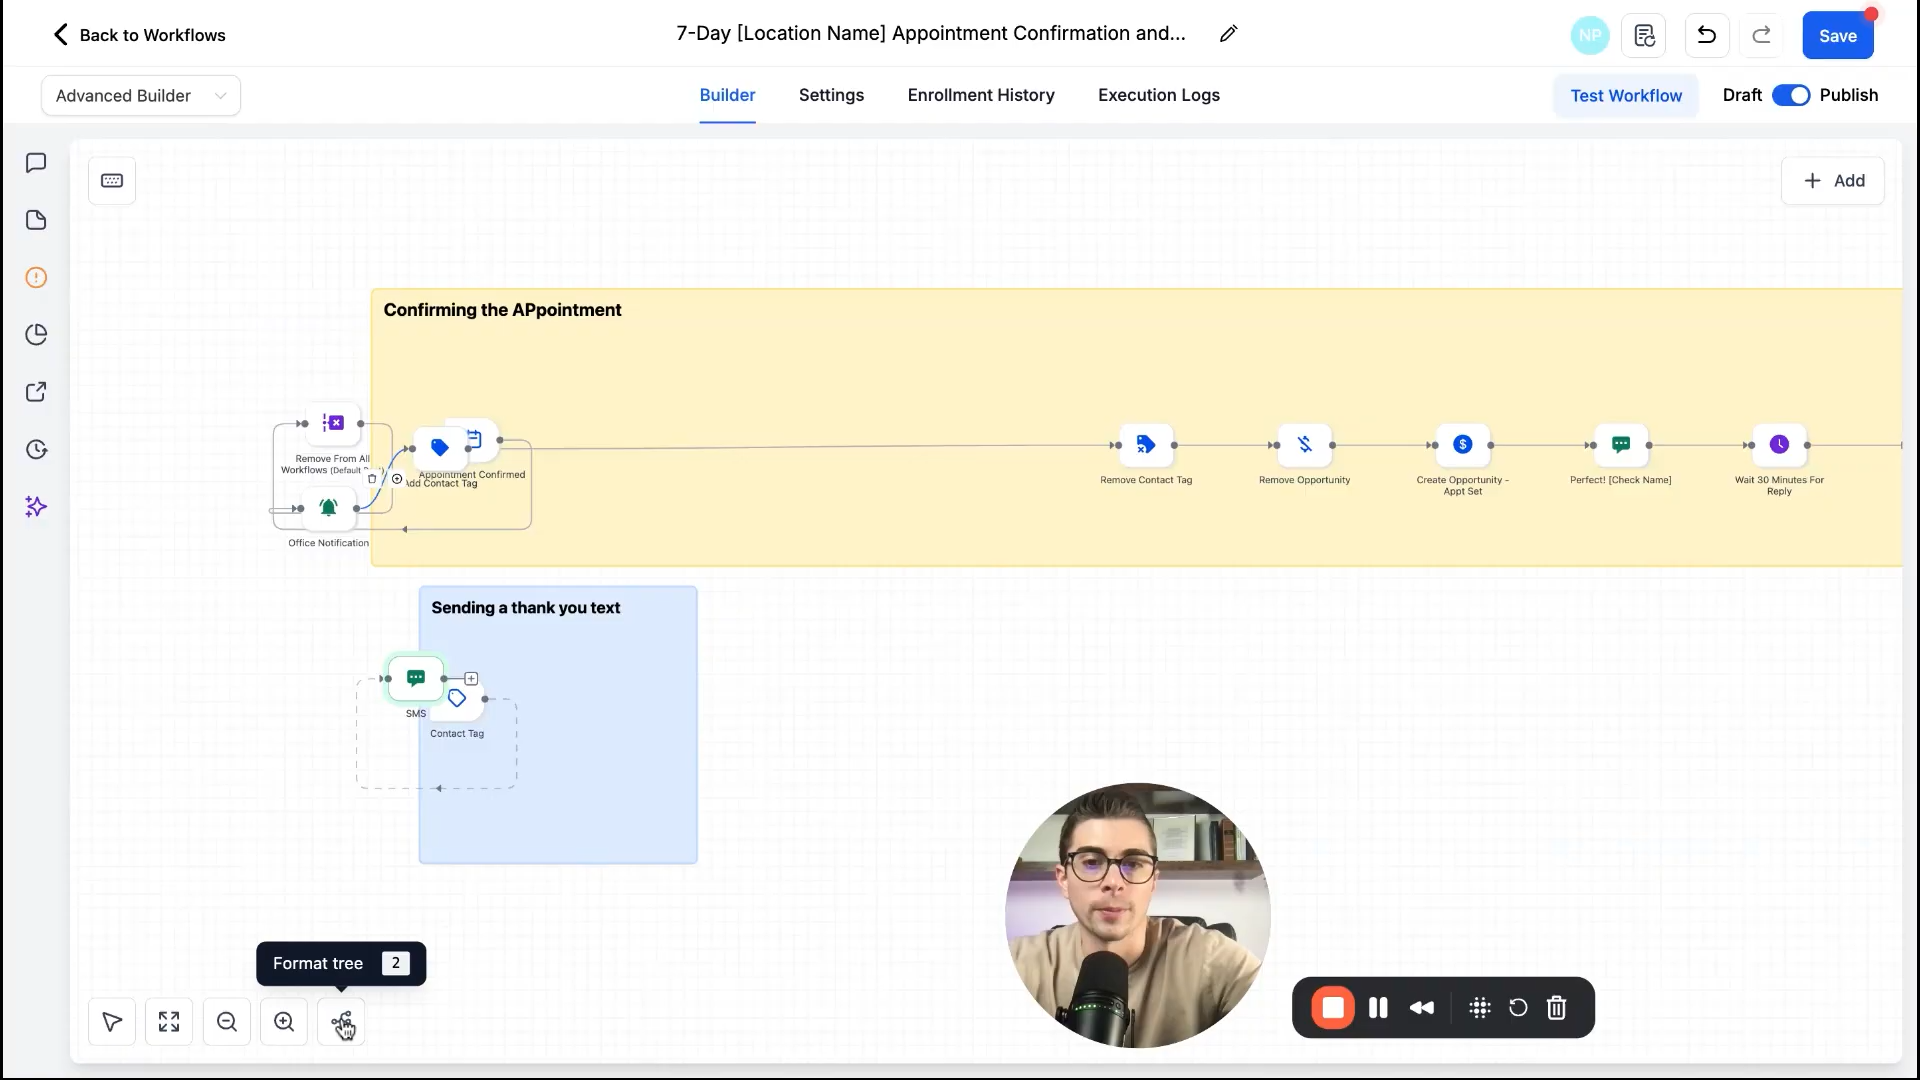 Back to Workflows
7-Day [Location Name] Appointment Confirmation and...
NP
Save
Advanced Builder
Builder
Settings
Enrollment History
Execution Logs
Test Workflow
Draft
Publish
Add
Confirming the APpointment
Remove From All
Workflows (Default
Appointment Confirmed
Add Contact Tag
Office Notification
Remove Contact Tag
Remove Opportunity
Create Opportunity -
Appt Set
Perfect! [Check Name]
Wait 30 Minutes For
Reply
Sending a thank you text
SMS
Contact Tag
Format tree 2